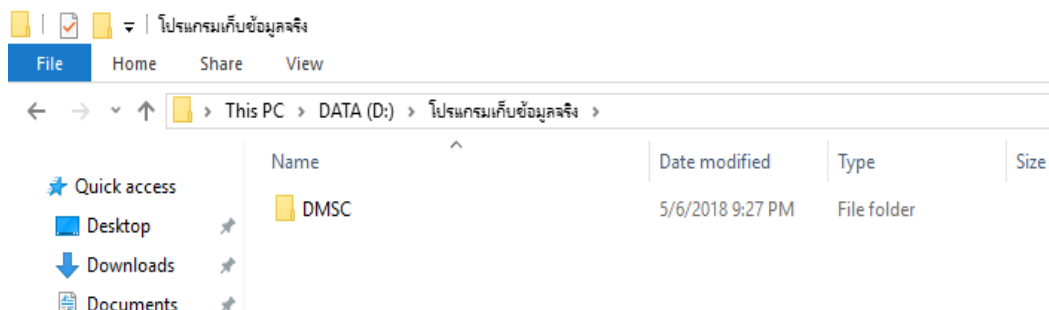 โปรแกรมเก็บข้อมูลจริง
File Home Share View
This PC > DATA (D:) > โปรแกรมเก็บข้อมูลจริง >
Name Date modified Type Size
Quick access
DMSC 5/6/2018 9:27 PM File folder
Desktop
Downloads
Documents